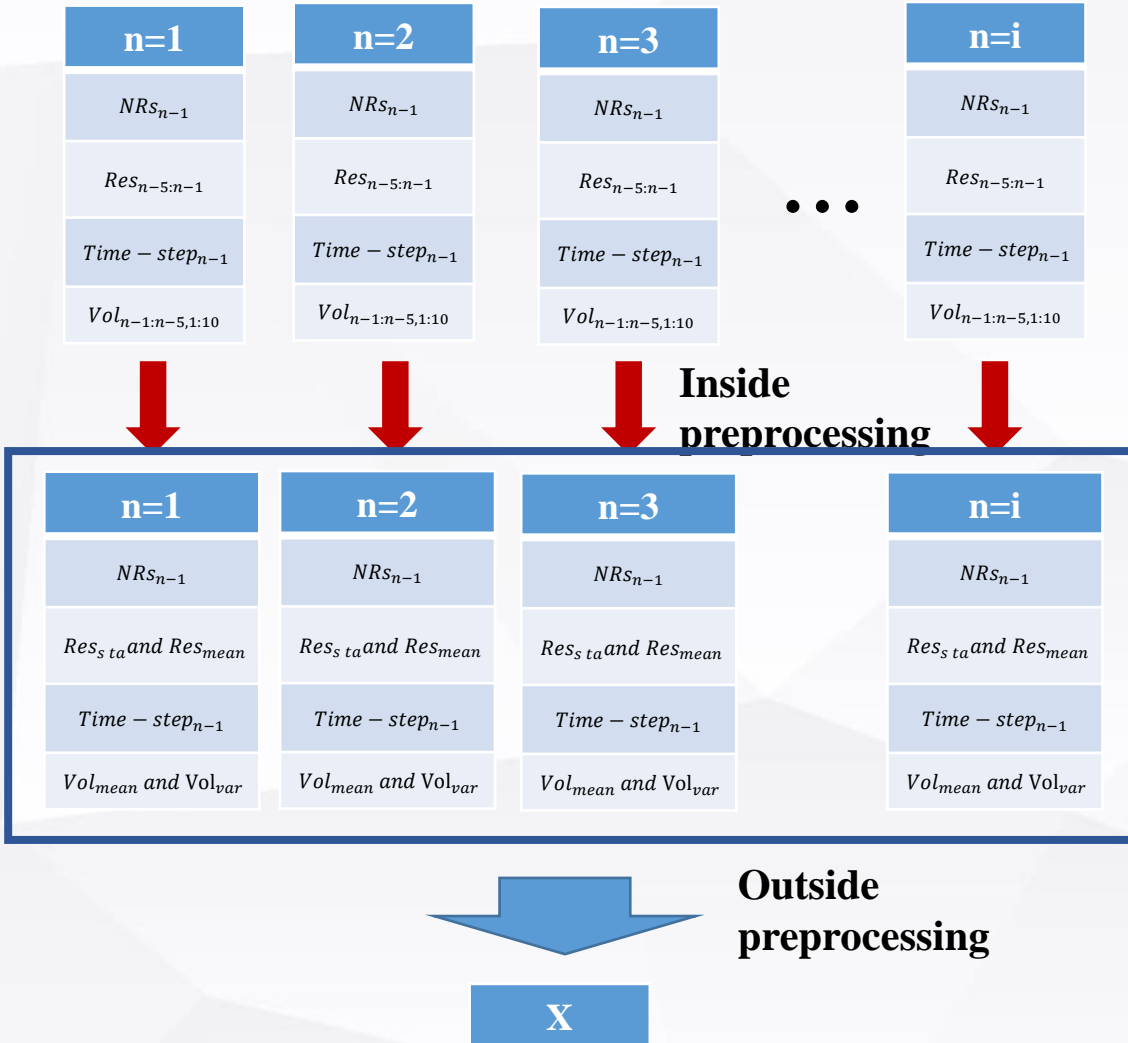 n=1 n=2 n=3 n=i
NRs_{n−1} NRs_{n−1} NRs_{n−1} NRs_{n−1}
Res_{n−5:n−1} Res_{n−5:n−1} Res_{n−5:n−1} Res_{n−5:n−1}
Time − step_{n−1} Time − step_{n−1} Time − step_{n−1} Time − step_{n−1}
Vol_{n−1:n−5,1:10} Vol_{n−1:n−5,1:10} Vol_{n−1:n−5,1:10} Vol_{n−1:n−5,1:10}
Inside
preprocessing
n=1 n=2 n=3 n=i
NRs_{n−1} NRs_{n−1} NRs_{n−1} NRs_{n−1}
Res_{s ta} and Res_{mean} Res_{s ta} and Res_{mean} Res_{s ta} and Res_{mean} Res_{s ta} and Res_{mean}
Time − step_{n−1} Time − step_{n−1} Time − step_{n−1} Time − step_{n−1}
Vol_{mean} and Vol_{var} Vol_{mean} and Vol_{var} Vol_{mean} and Vol_{var} Vol_{mean} and Vol_{var}
Outside
preprocessing
X